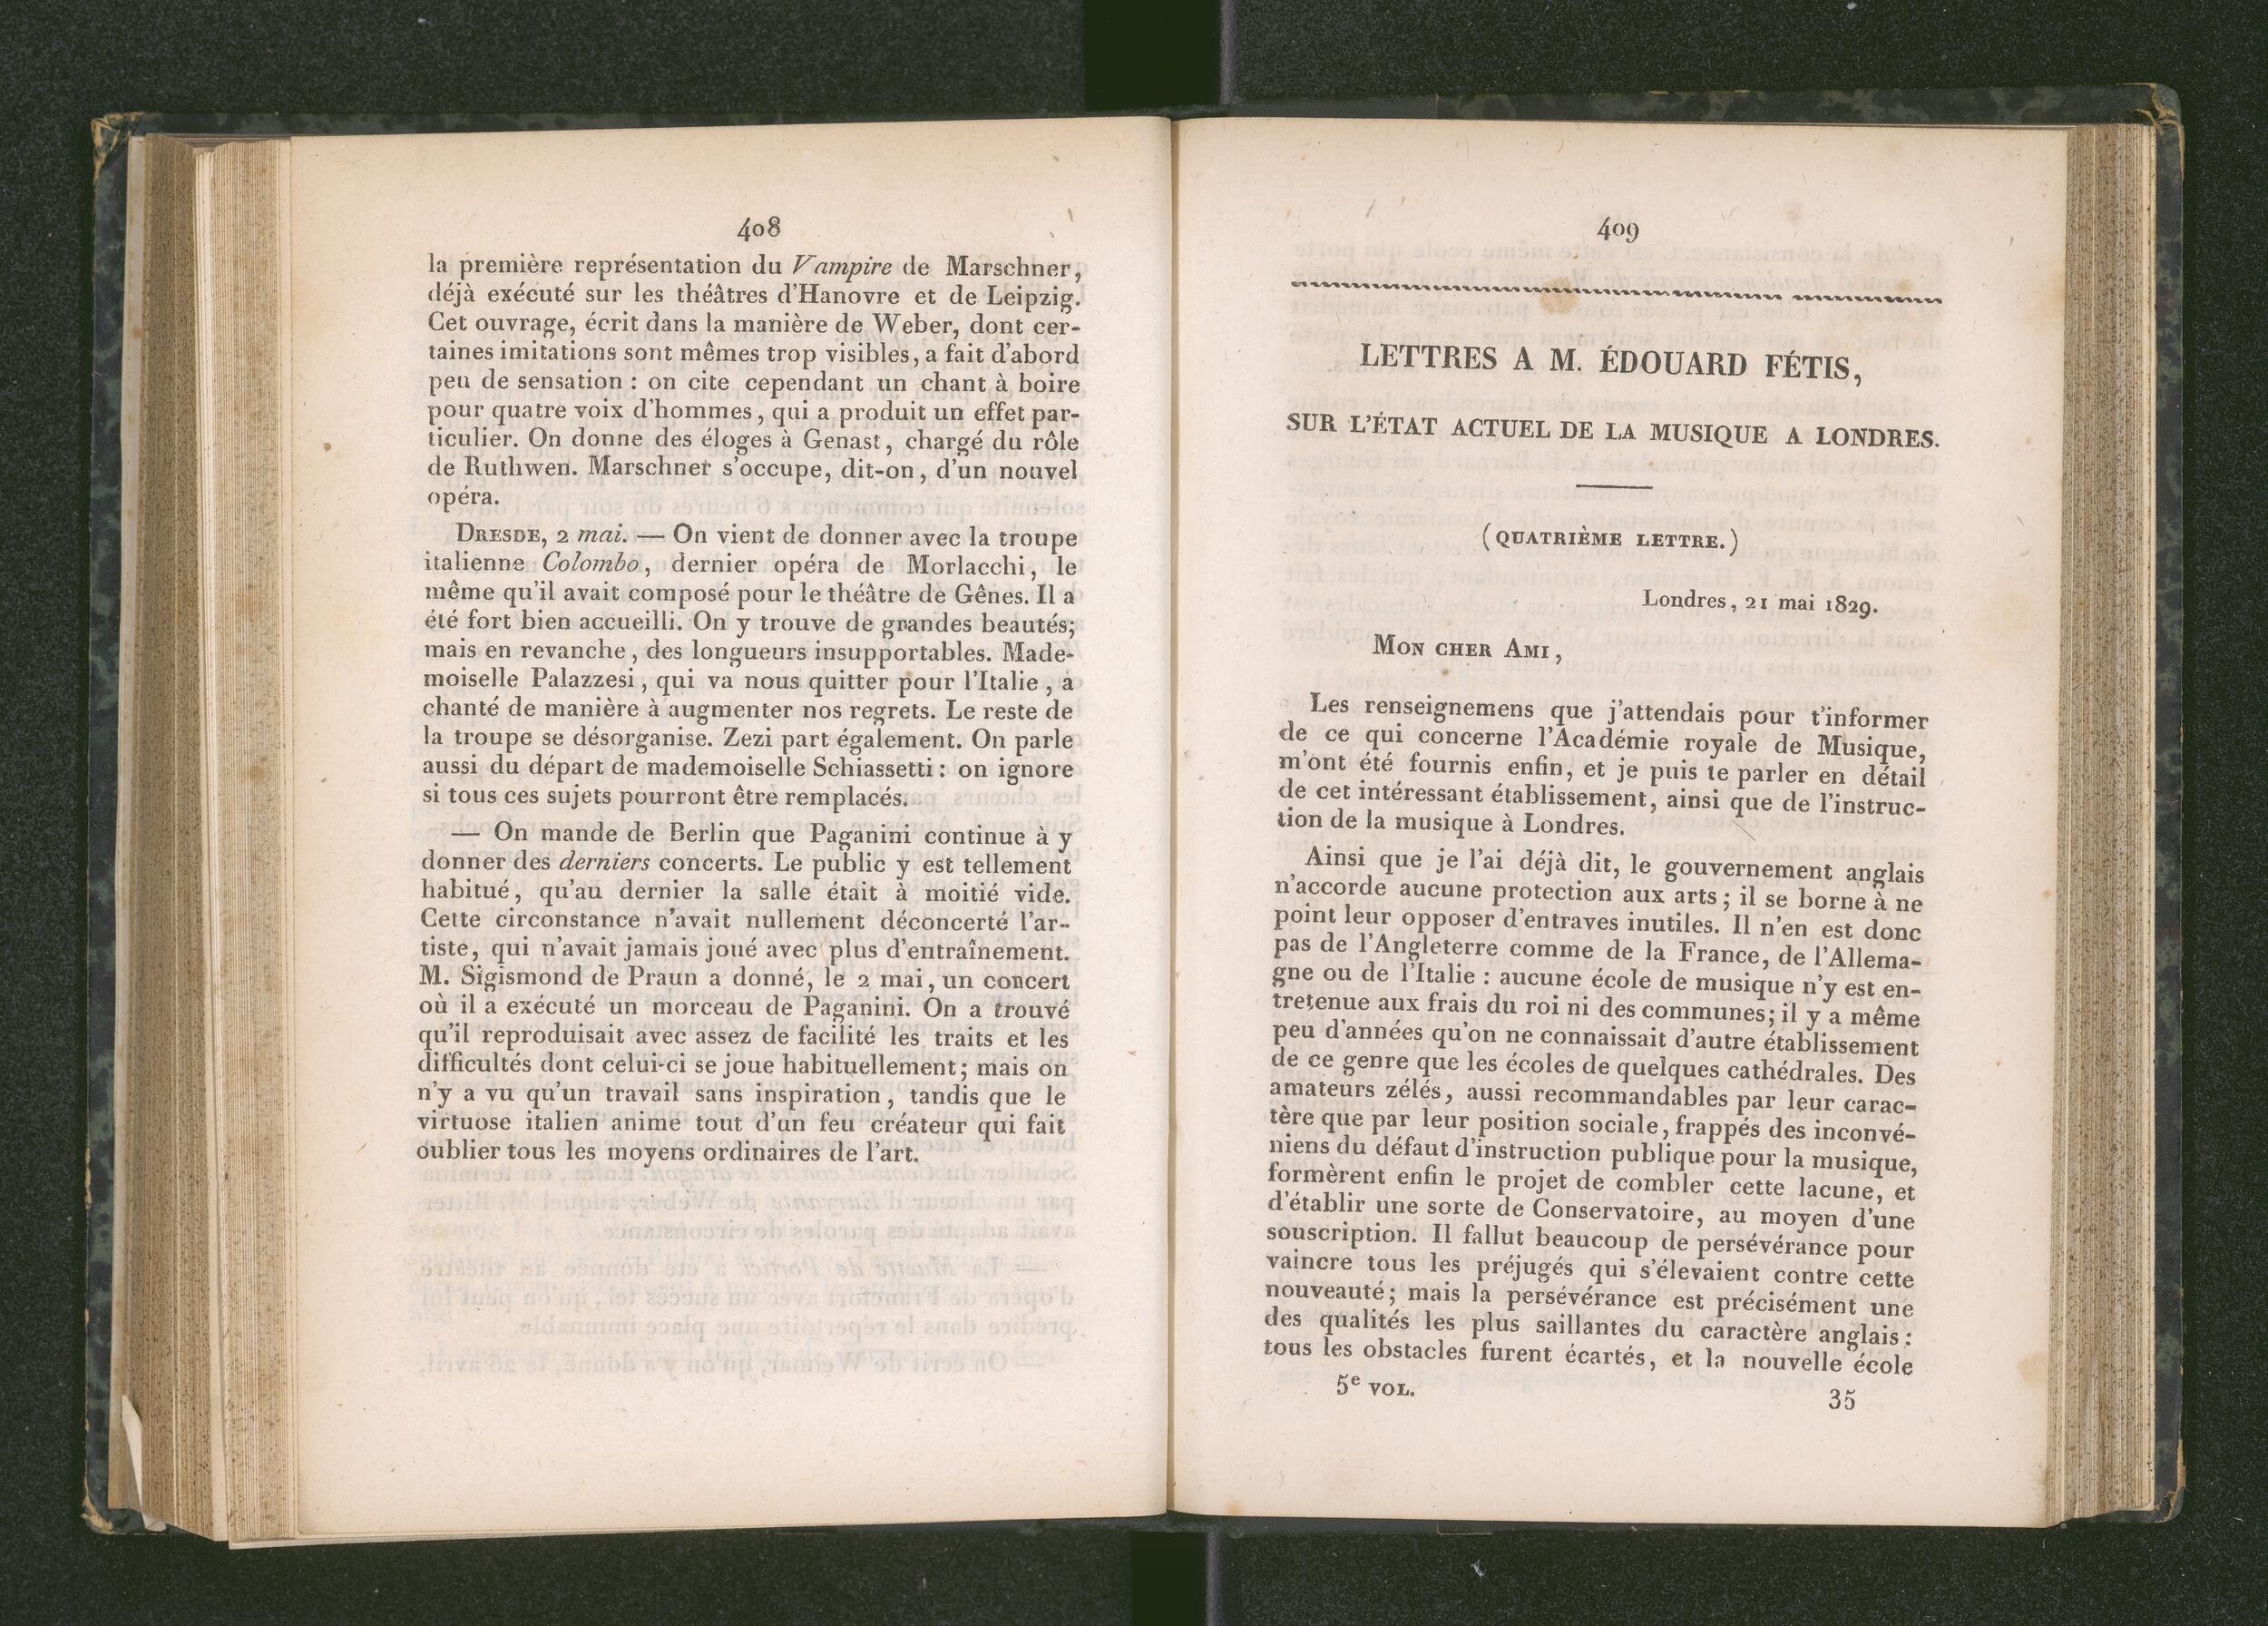 408
la première représentation du Vampire de Marschner,
déjà exécuté sur les théâtres d'Hanovre et de Leipzig.
Cet ouvrage, écrit dans la manière de Weber, dont cer-
taines imitations sont mêmes trop visibles, a fait d'abord
peu de sensation : on cite cependant un chant à boire
pour quatre voix d'hommes, qui a produit un effet par-
ticulier. On donne des éloges à Genast, chargé du rôle
de Ruthwen. Marschner s'occupe, dit-on, d'un nouvel
opéra.
DRESDE, 2 mai. — On vient de donner avec la troupe
italienne Colombo, dernier opéra de Morlacchi, le
même qu'il avait composé pour le théâtre de Gênes. Il a
été fort bien accueilli. On y trouve de grandes beautés;
mais en revanche, des longueurs insupportables. Made-
moiselle Palazzesi, qui va nous quitter pour l'Italie, a
chanté de manière à augmenter nos regrets. Le reste de
la troupe se désorganise. Zezi part également. On parle
aussi du départ de mademoiselle Schiassetti : on ignore
si tous ces sujets pourront être remplacés.
— On mande de Berlin que Paganini continue à y
donner des derniers concerts. Le public y est tellement
habitué, qu'au dernier la salle était à moitié vide.
Cette circonstance n'avait nullement déconcerté l'ar-
tiste, qui n'avait jamais joué avec plus d'entraînement.
M. Sigismond de Praun a donné, le 2 mai, un concert
où il a exécuté un morceau de Paganini. On a trouvé
qu'il reproduisait avec assez de facilité les traits et les
difficultés dont celui-ci se joue habituellement; mais on
n'y a vu qu'un travail sans inspiration, tandis que le
virtuose italien anime tout d'un feu créateur qui fait
oublier tous les moyens ordinaires de l'art.
409
LETTRES A M. ÉDOUARD FÉTIS,
SUR L'ÉTAT ACTUEL DE LA MUSIQUE A LONDRES.
(QUATRIÈME LETTRE.)
Londres, 21 mai 1829.
MON CHER AMI,
Les renseignemens que j'attendais pour t'informer
de ce qui concerne l'Académie royale de Musique,
m'ont été fournis enfin, et je puis te parler en détail
de cet intéressant établissement, ainsi que de l'instruc-
tion de la musique à Londres.
Ainsi que je l'ai déjà dit, le gouvernement anglais
n'accorde aucune protection aux arts; il se borne à ne
point leur opposer d'entraves inutiles. Il n'en est donc
pas de l'Angleterre comme de la France, de l'Allema-
gne ou de l'Italie : aucune école de musique n'y est en-
tretenue aux frais du roi ni des communes; il y a même
peu d'années qu'on ne connaissait d'autre établissement
de ce genre que les écoles de quelques cathédrales. Des
amateurs zélés, aussi recommandables par leur carac-
tère que par leur position sociale, frappés des inconvé-
niens du défaut d'instruction publique pour la musique,
formèrent enfin le projet de combler cette lacune, et
d'établir une sorte de Conservatoire, au moyen d'une
souscription. Il fallut beaucoup de persévérance pour
vaincre tous les préjugés qui s'élevaient contre cette
nouveauté; mais la persévérance est précisément une
des qualités les plus saillantes du caractère anglais :
tous les obstacles furent écartés, et la nouvelle école
5e VOL.
35